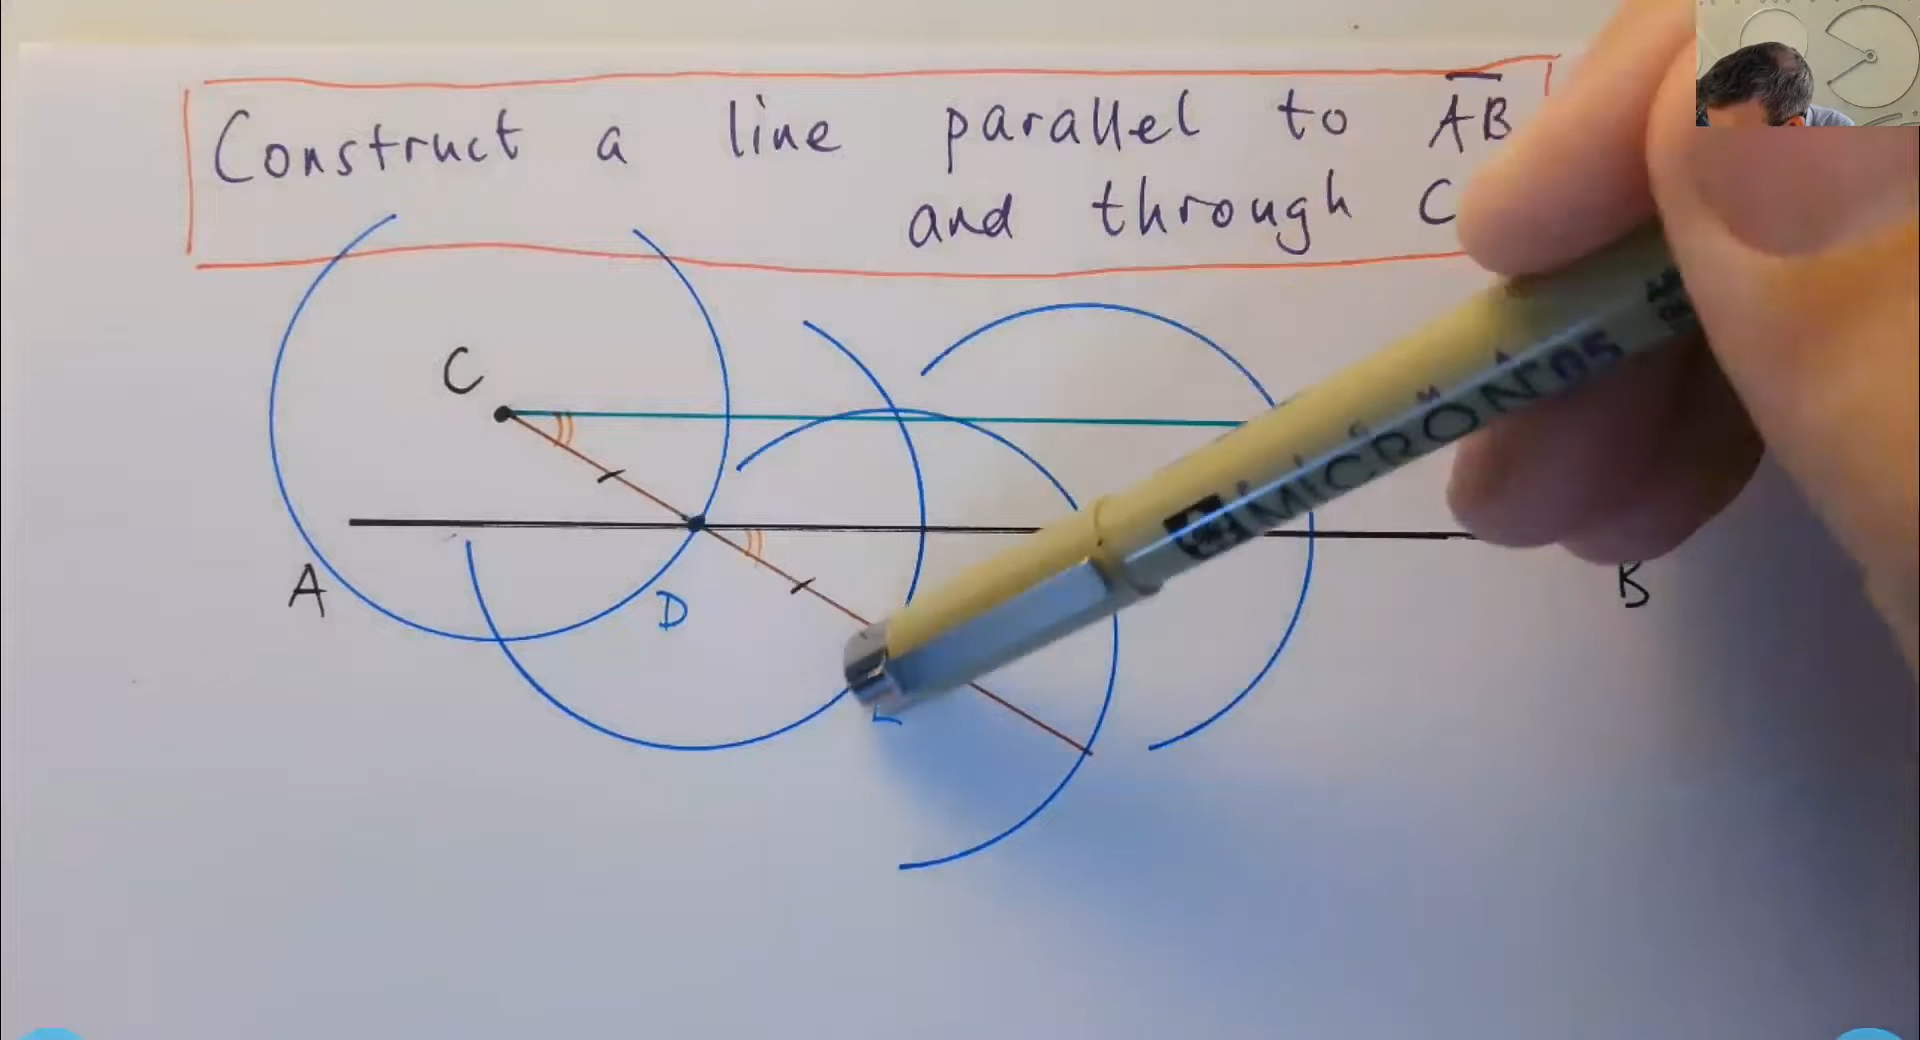 Construct a line parallel to AB
and through C
C
A
D
B
MICRON 05